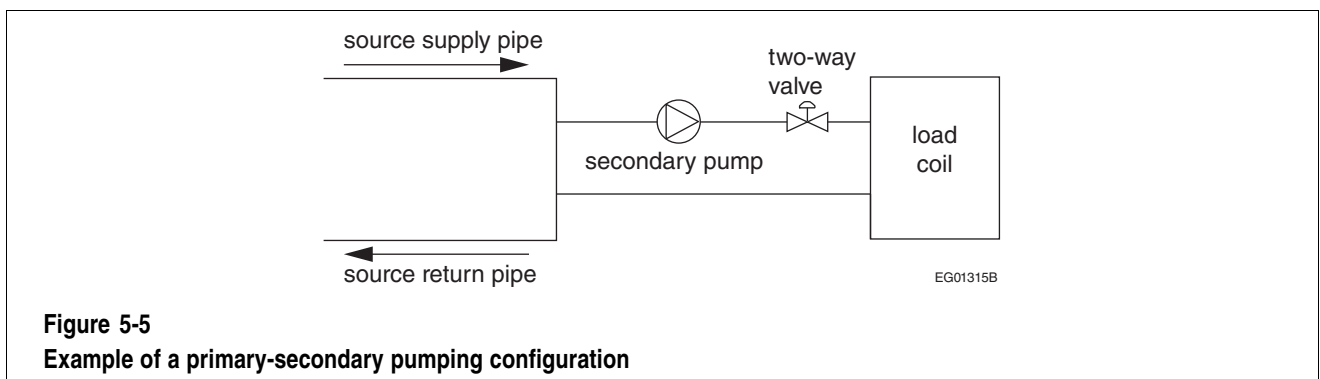 source supply pipe
two-way
valve
load
coil
secondary pump
source return pipe
EG01315B
Figure 5-5
Example of a primary-secondary pumping configuration